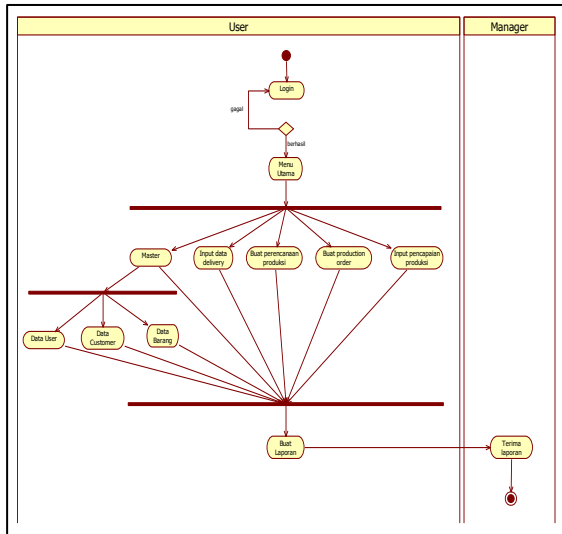 User
Manager
Login
gagal
berhasil
Menu
Utama
Master
Input data
delivery
Buat perencanaan
produksi
Buat production
order
Input pencapaian
produksi
Data User
Data
Customer
Data
Barang
Buat
Laporan
Terima
laporan